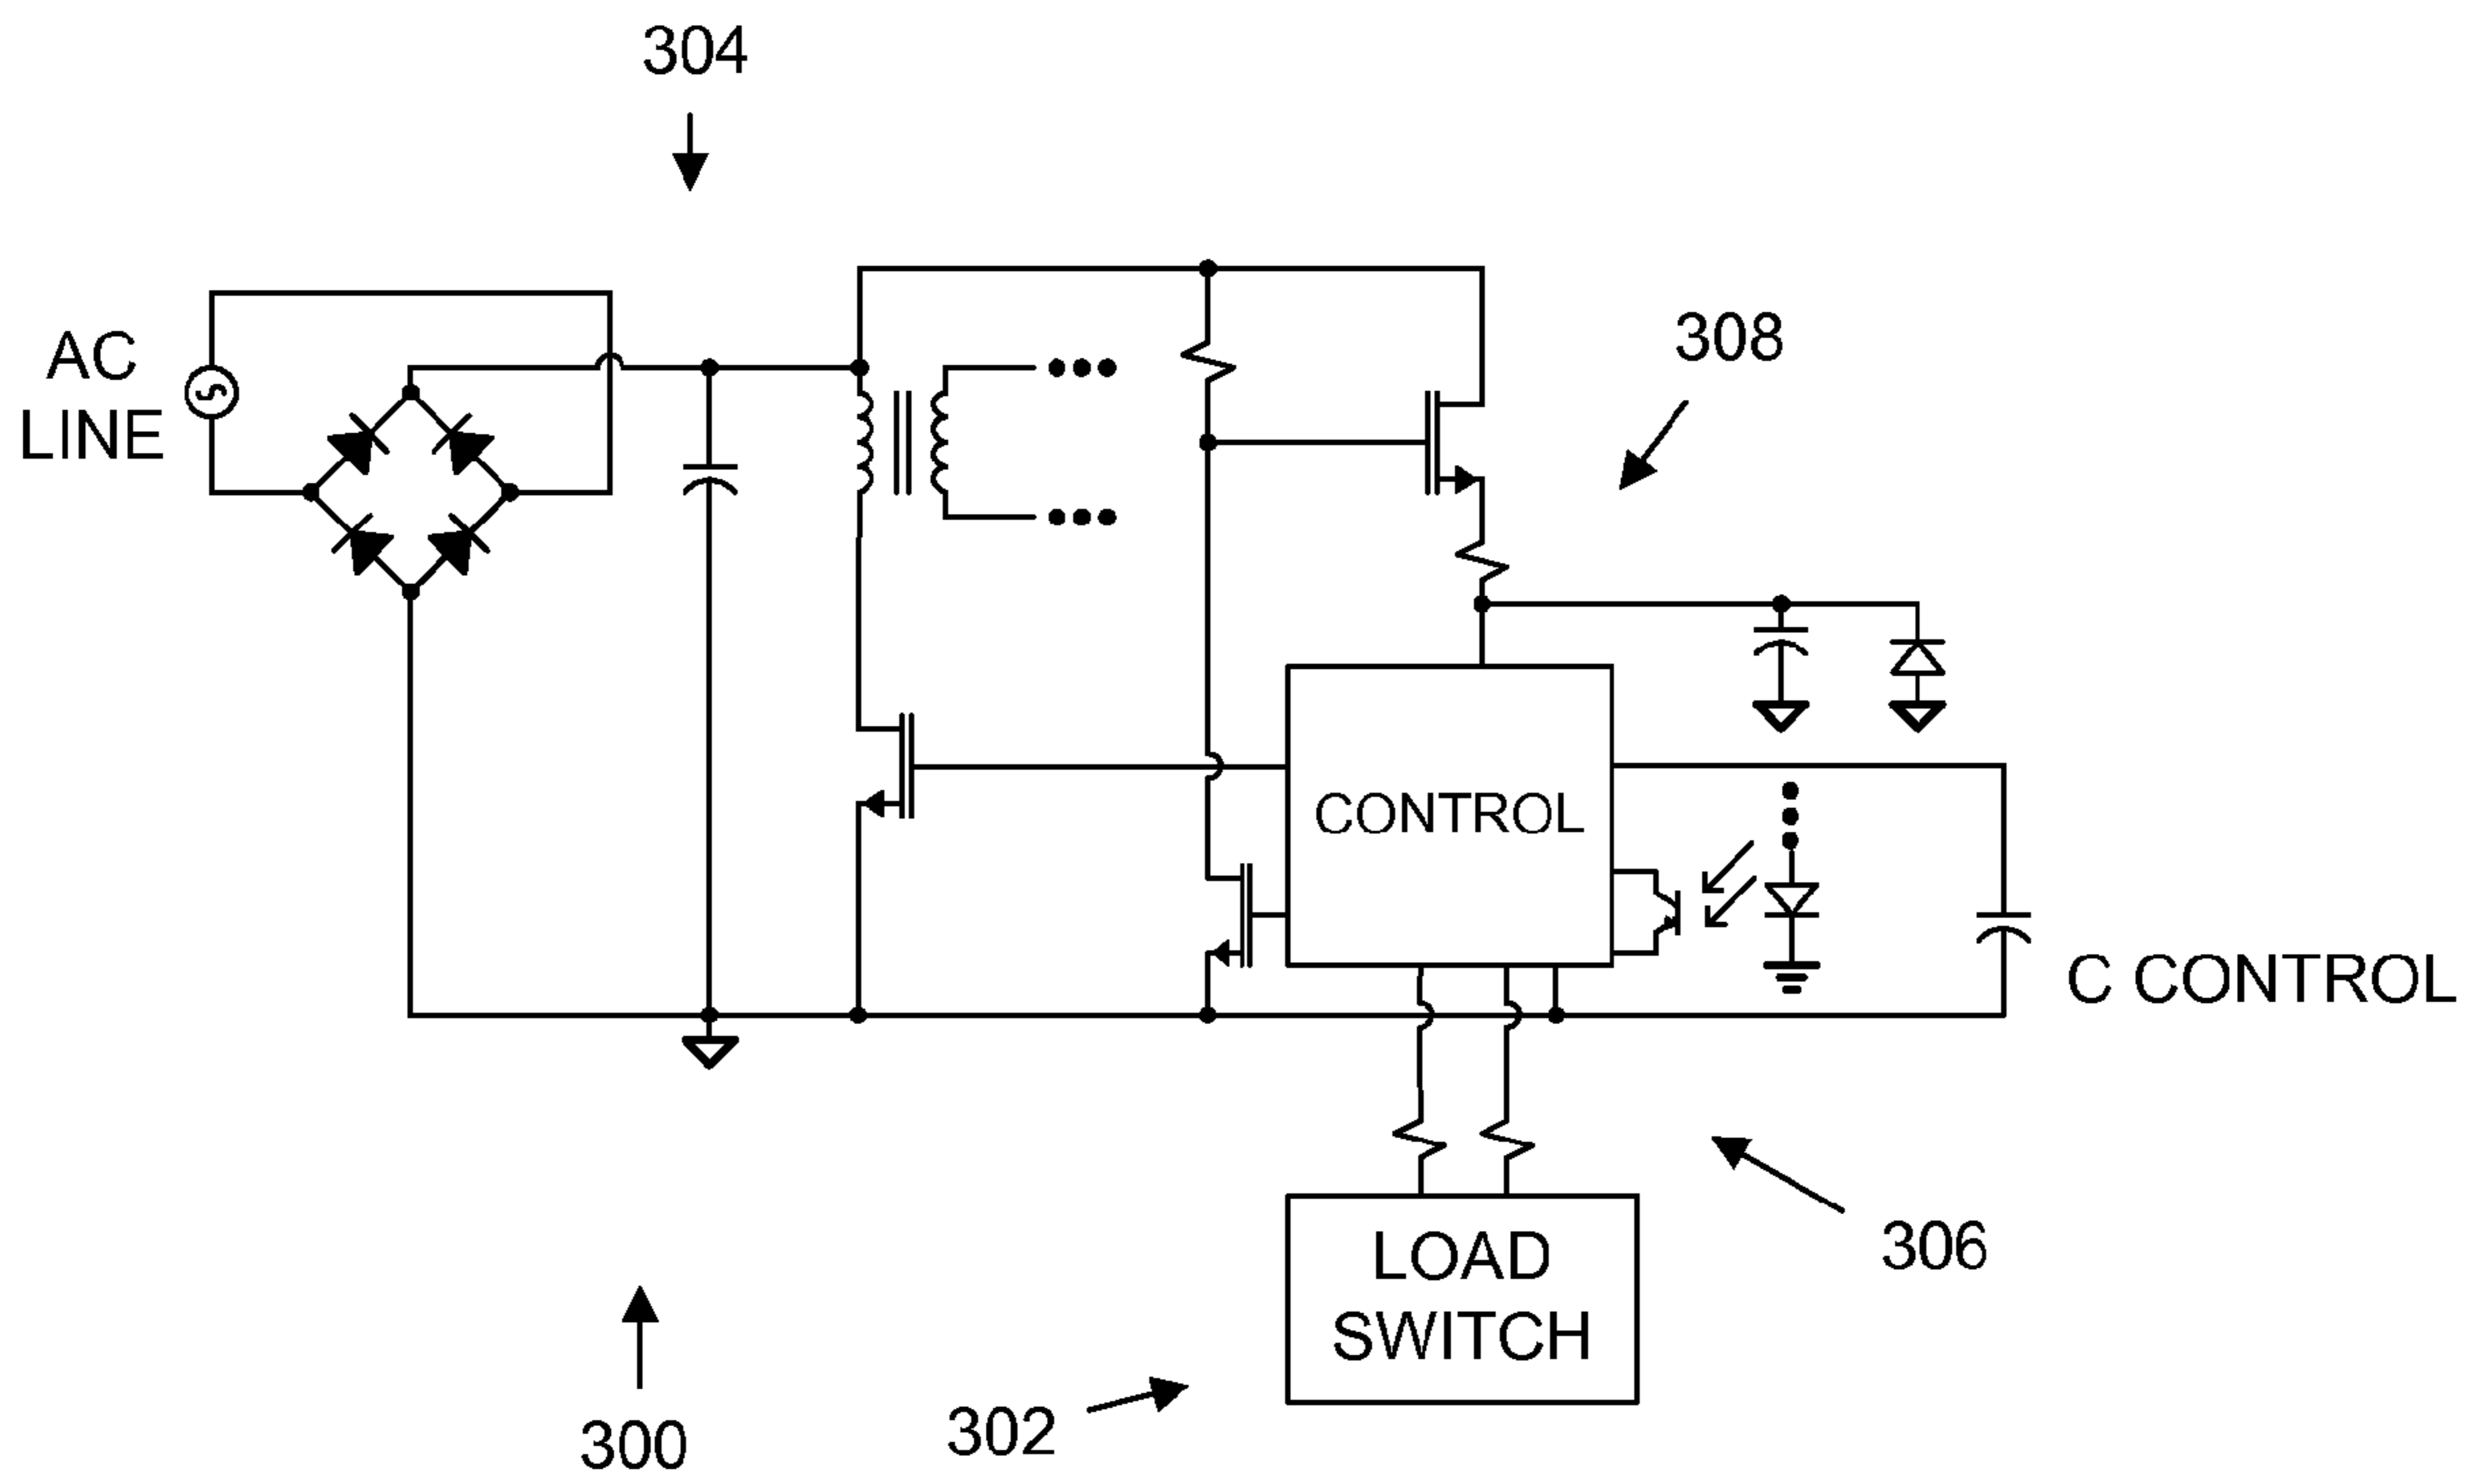 304
308
AC
LINE
CONTROL
C CONTROL
LOAD
SWITCH
306
302
300